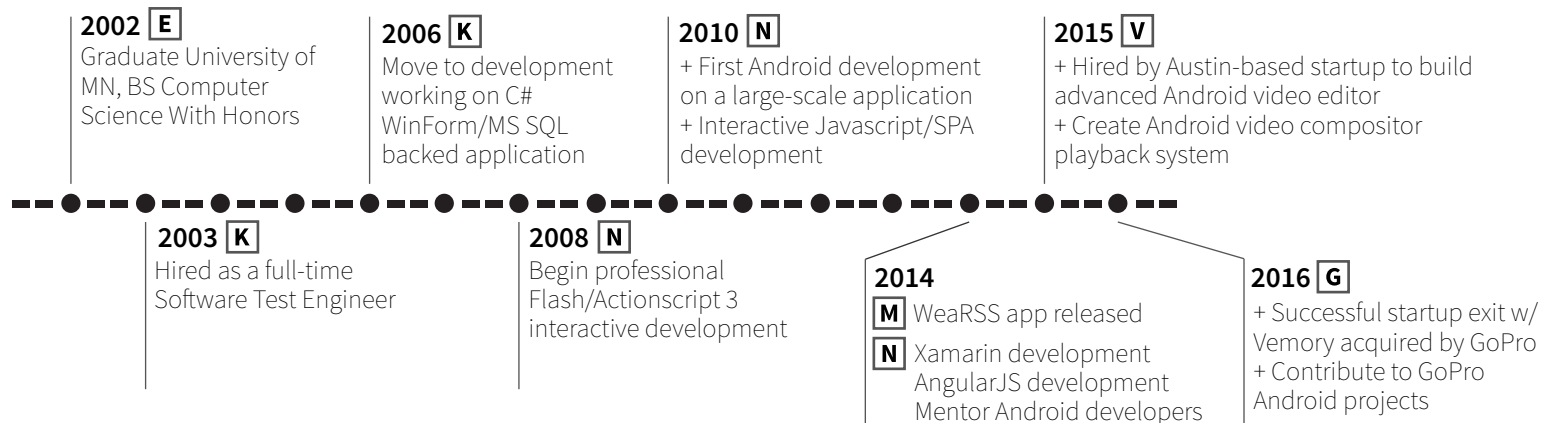 2002 E
Graduate University of
MN, BS Computer
Science With Honors
2006 K
Move to development
working on C#
WinForm/MS SQL
backed application
2010 N
+ First Android development
on a large-scale application
+ Interactive Javascript/SPA
development
2015 V
+ Hired by Austin-based startup to build
advanced Android video editor
+ Create Android video compositor
playback system
2003 K
Hired as a full-time
Software Test Engineer
2008 N
Begin professional
Flash/Actionscript 3
interactive development
2014
M WeaRSS app released
N Xamarin development
AngularJS development
Mentor Android developers
2016 G
+ Successful startup exit w/
Vemory acquired by GoPro
+ Contribute to GoPro
Android projects